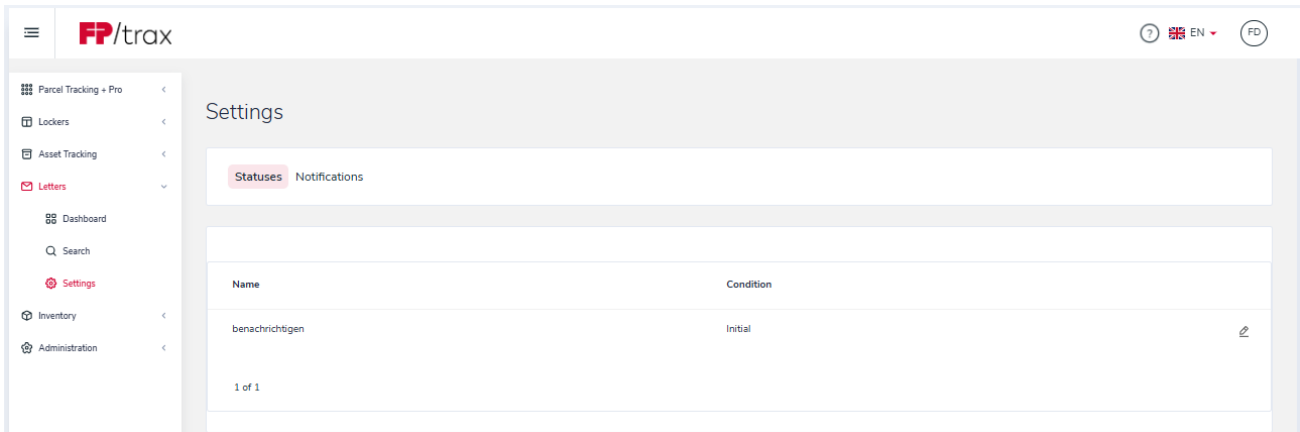 FP/trax
? EN FD
Parcel Tracking + Pro
Lockers
Asset Tracking
Letters
Dashboard
Search
Settings
Inventory
Administration
Settings
Statuses Notifications
Name Condition
benachrichtigen Initial
1 of 1